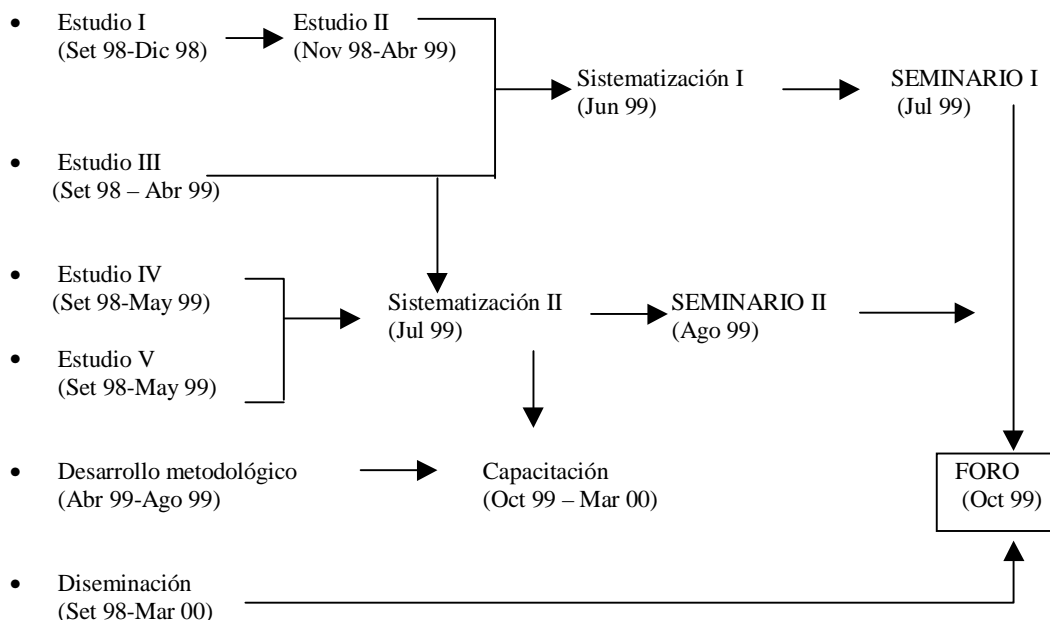 • Estudio I
(Set 98-Dic 98)
Estudio II
(Nov 98-Abr 99)
Sistematización I
(Jun 99)
SEMINARIO I
(Jul 99)
• Estudio III
(Set 98 – Abr 99)
• Estudio IV
(Set 98-May 99)
Sistematización II
(Jul 99)
SEMINARIO II
(Ago 99)
• Estudio V
(Set 98-May 99)
• Desarrollo metodológico
(Abr 99-Ago 99)
Capacitación
(Oct 99 – Mar 00)
FORO
(Oct 99)
• Diseminación
(Set 98-Mar 00)